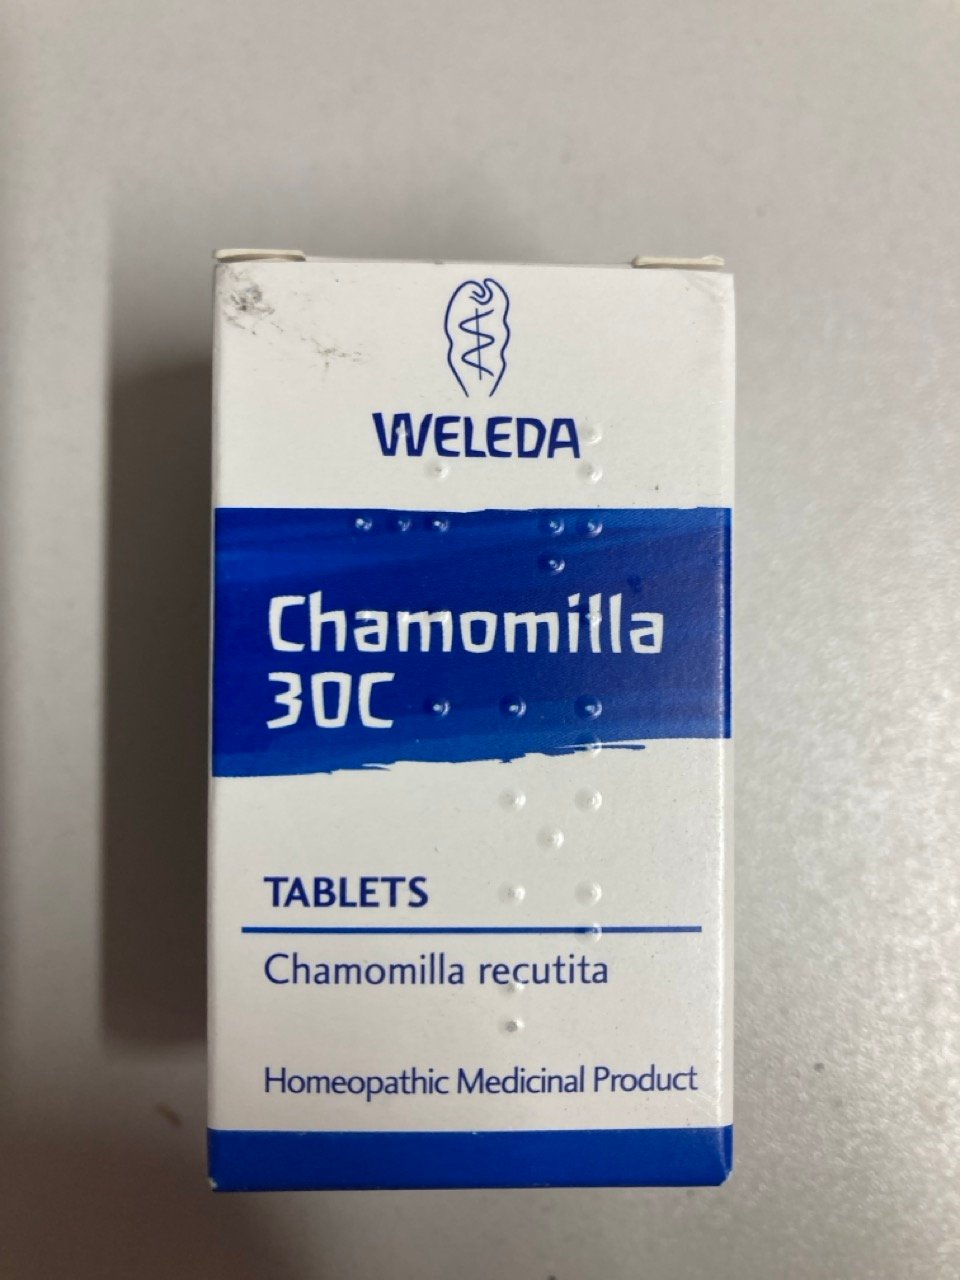 WELEDA
Chamomilla
30C
TABLETS
Chamomilla recutita
Homeopathic Medicinal Product